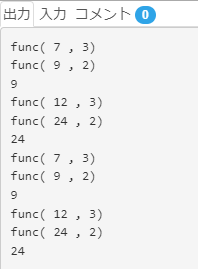 出力 入力 コメント 0
func( 7 , 3)
func( 9 , 2)
9
func( 12 , 3)
func( 24 , 2)
24
func( 7 , 3)
func( 9 , 2)
9
func( 12 , 3)
func( 24 , 2)
24